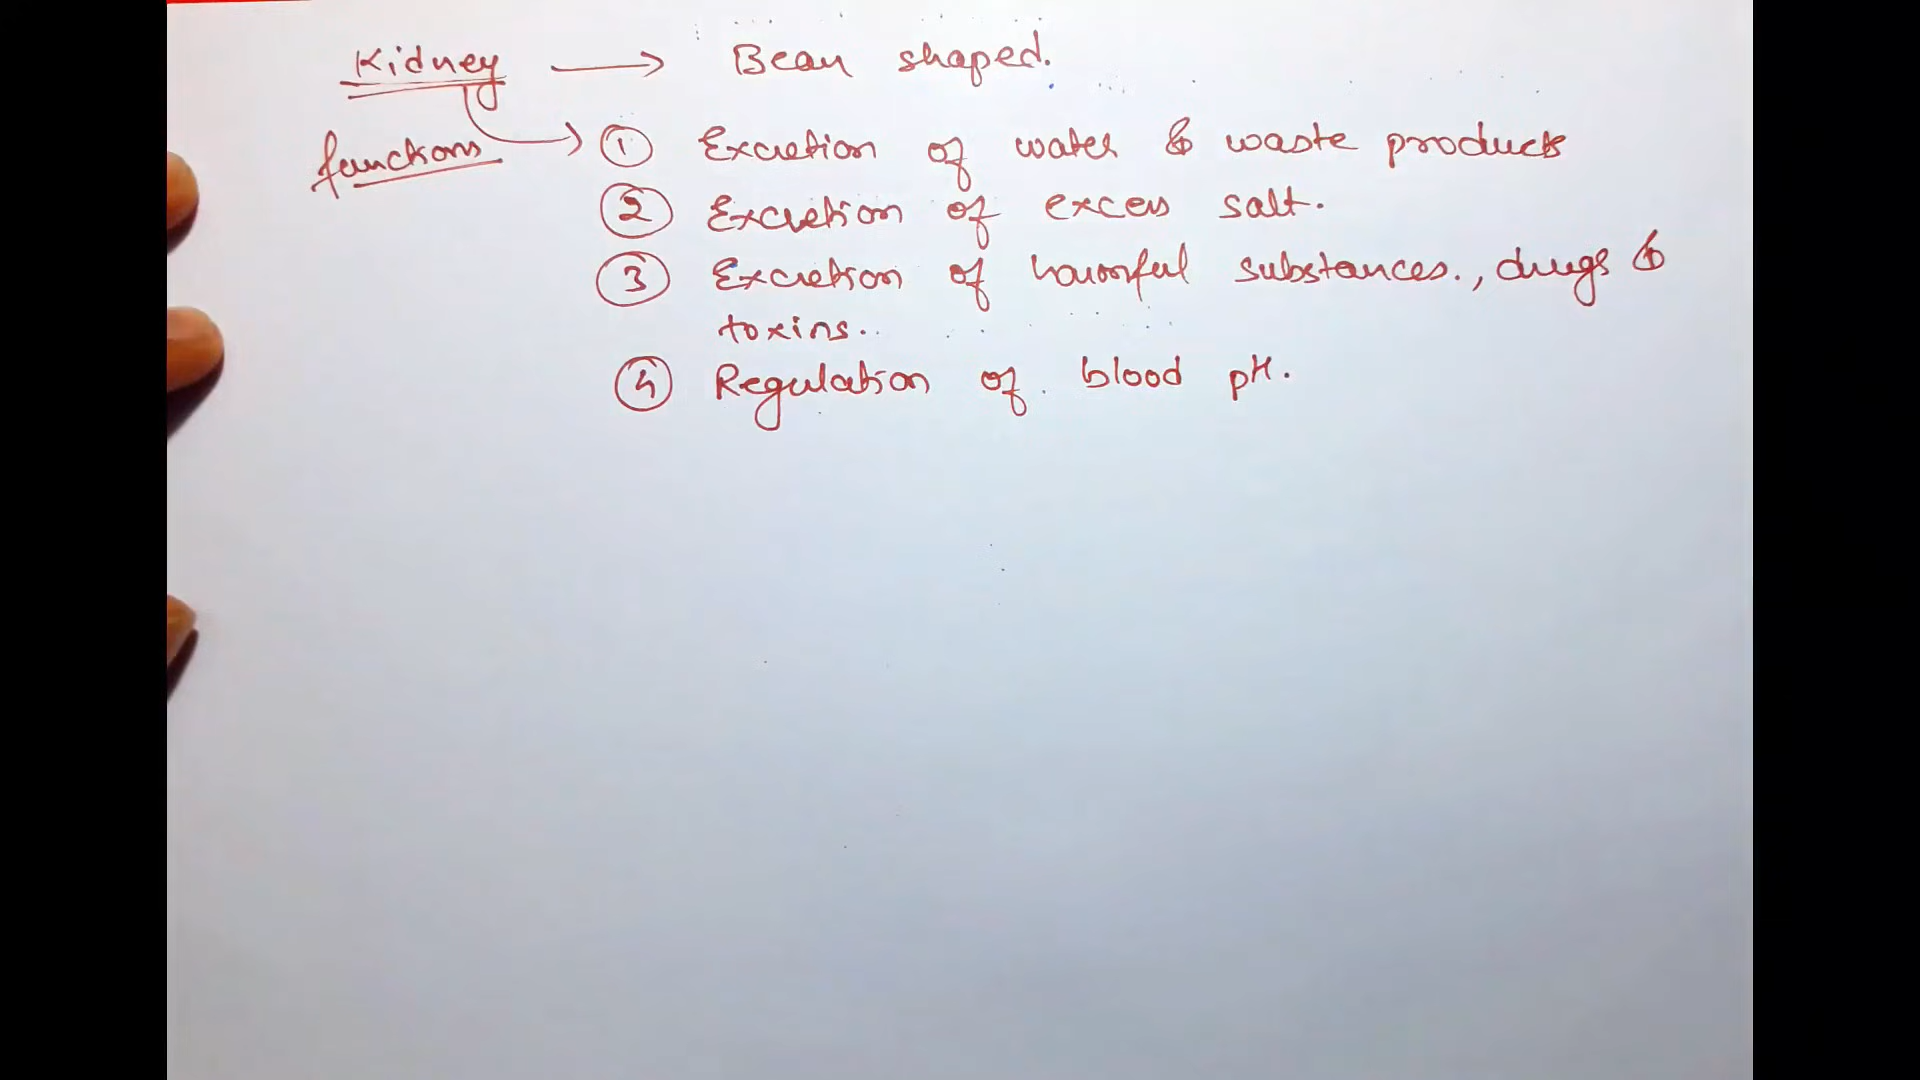 Kidney → Bean shaped.
functions → ① Excretion of water & waste products
② Excretion of excess salt.
③ Excretion of harmful substances., drugs &
toxins..
④ Regulation of blood pH.